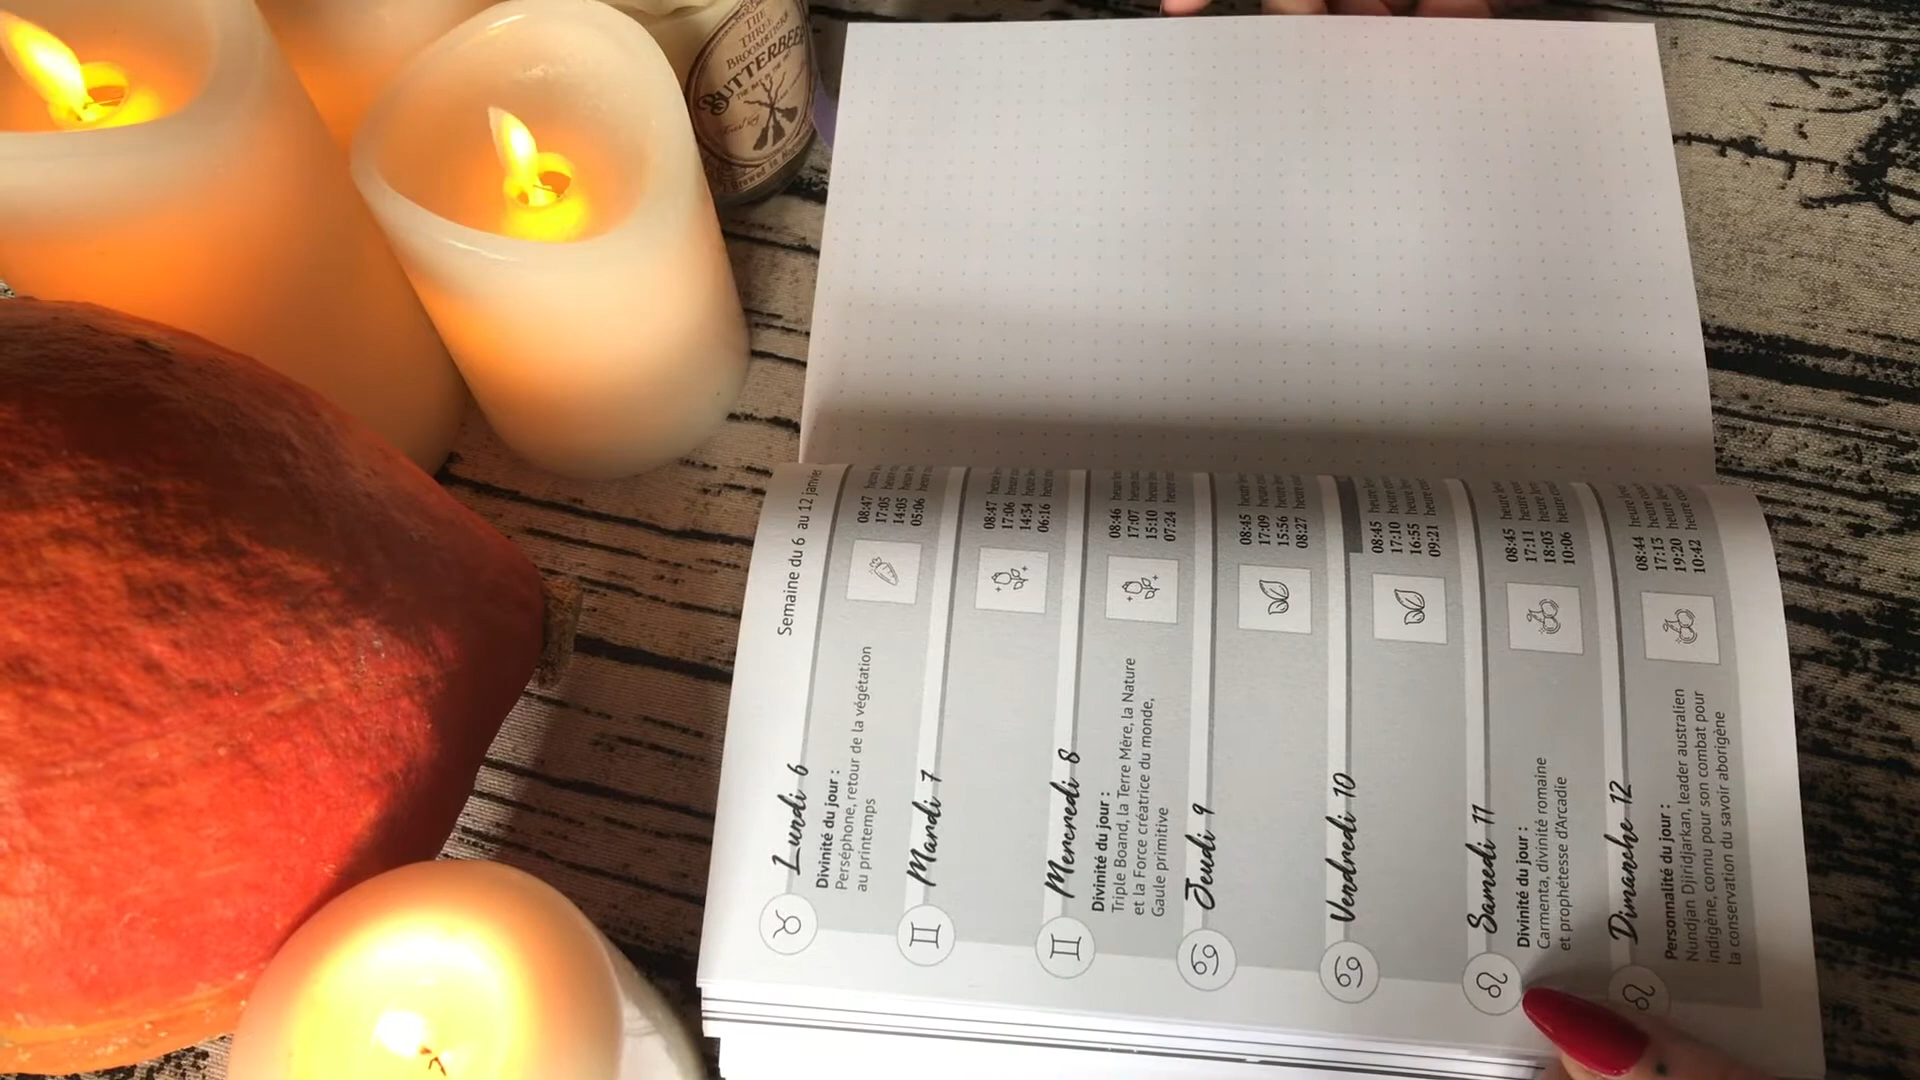 THE
THREE
BROOMSTICKS
BUTTERBEER
Semaine du 6 au 12 janvier
Lundi 6
Divinité du jour :
Perséphone, retour de la végétation
au printemps
08:47
17:05
14:05
05:06
Mardi 7
08:47
17:06
14:34
06:16
Mercredi 8
Divinité du jour :
Triple Boand, la Terre Mère, la Nature
et la Force créatrice du monde,
Gaule primitive
08:46
17:07
15:10
07:24
Jeudi 9
08:45
17:09
15:56
08:27
Vendredi 10
08:45
17:10
16:55
09:21
Samedi 11
Divinité du jour :
Carmenta, divinité romaine
et prophétesse d'Arcadie
08:45
17:11
18:05
10:06
Dimanche 12
Personnalité du jour :
Nundjan Djiridjarkan, leader australien
indigène, connu pour son combat pour
la conservation du savoir aborigène
08:44
17:13
19:20
10:42